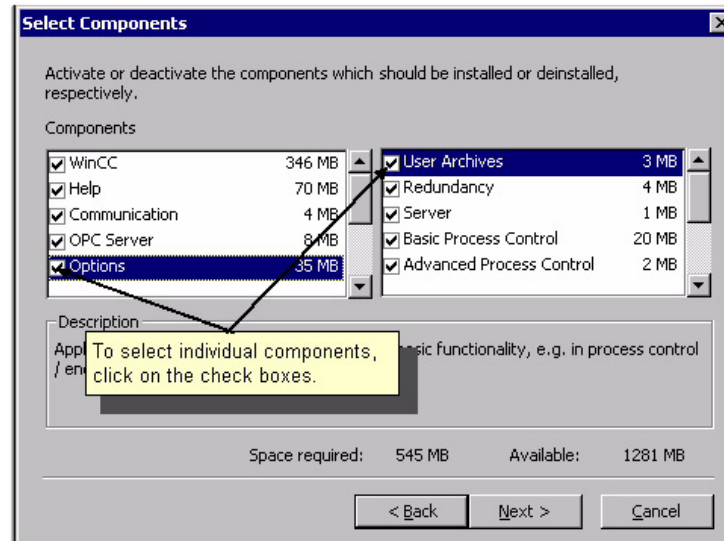 Select Components
Activate or deactivate the components which should be installed or deinstalled,
respectively.
Components
WinCC 346 MB
Help 70 MB
Communication 4 MB
OPC Server 8 MB
Options 35 MB
User Archives 3 MB
Redundancy 4 MB
Server 1 MB
Basic Process Control 20 MB
Advanced Process Control 2 MB
Description
To select individual components,
click on the check boxes.
functionality, e.g. in process control
Space required: 545 MB Available: 1281 MB
< Back Next > Cancel